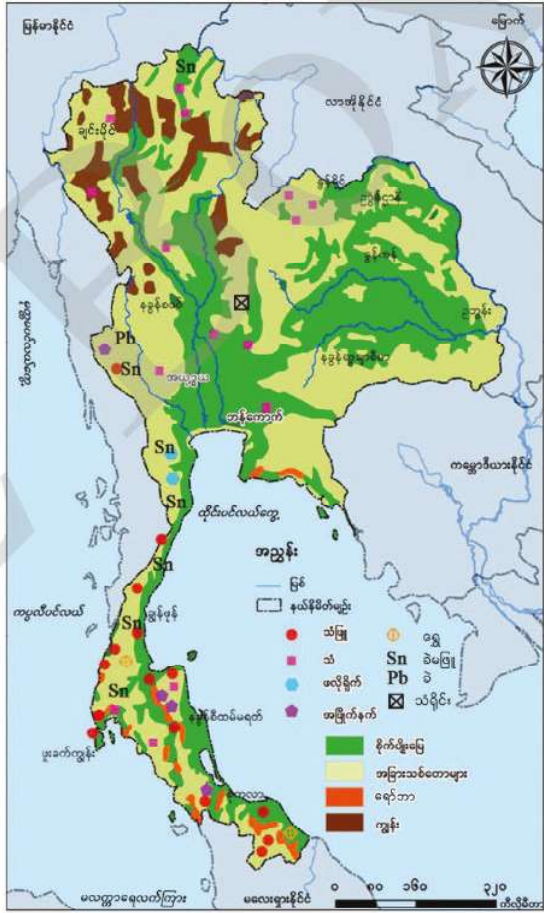 မြန်မာနိုင်ငံ
မြောက်
Sn
လာအိုနိုင်ငံ
ချင်းမိုင်
ခွန်ကန်
နခွန်စဝမ်
ဥဘွန်း
Pb
Sn
နခွန်ရာချာစီမာ
အယုဒ္ဓယ
ဘန်ကောက်
Sn
ကမ္ဘောဒီးယားနိုင်ငံ
Sn
ထိုင်းပင်လယ်ကွေ့
Sn
ကပ္ပလီပင်လယ်
ချွန်ဖုန်
Sn
Sn
နခွန်စီထမ်မရတ်
ဖူးခက်ကျွန်း
မလက္ကာရေလက်ကြား
မလေးရှားနိုင်ငံ
အညွှန်း
မြစ်
နယ်နိမိတ်မျဉ်း
သံဖြူ
သံ
ဖလိုရိုက်
အဖြိုက်နက်
ရွှေ
Sn ခဲမဖြူ
Pb ခဲ
သံရိုင်း
စိုက်ပျိုးမြေ
အခြားသစ်တောများ
ရော်ဘာ
ကျွန်း
၀ ၈၀ ၁၆၀ ၃၂၀
ကီလိုမီတာ